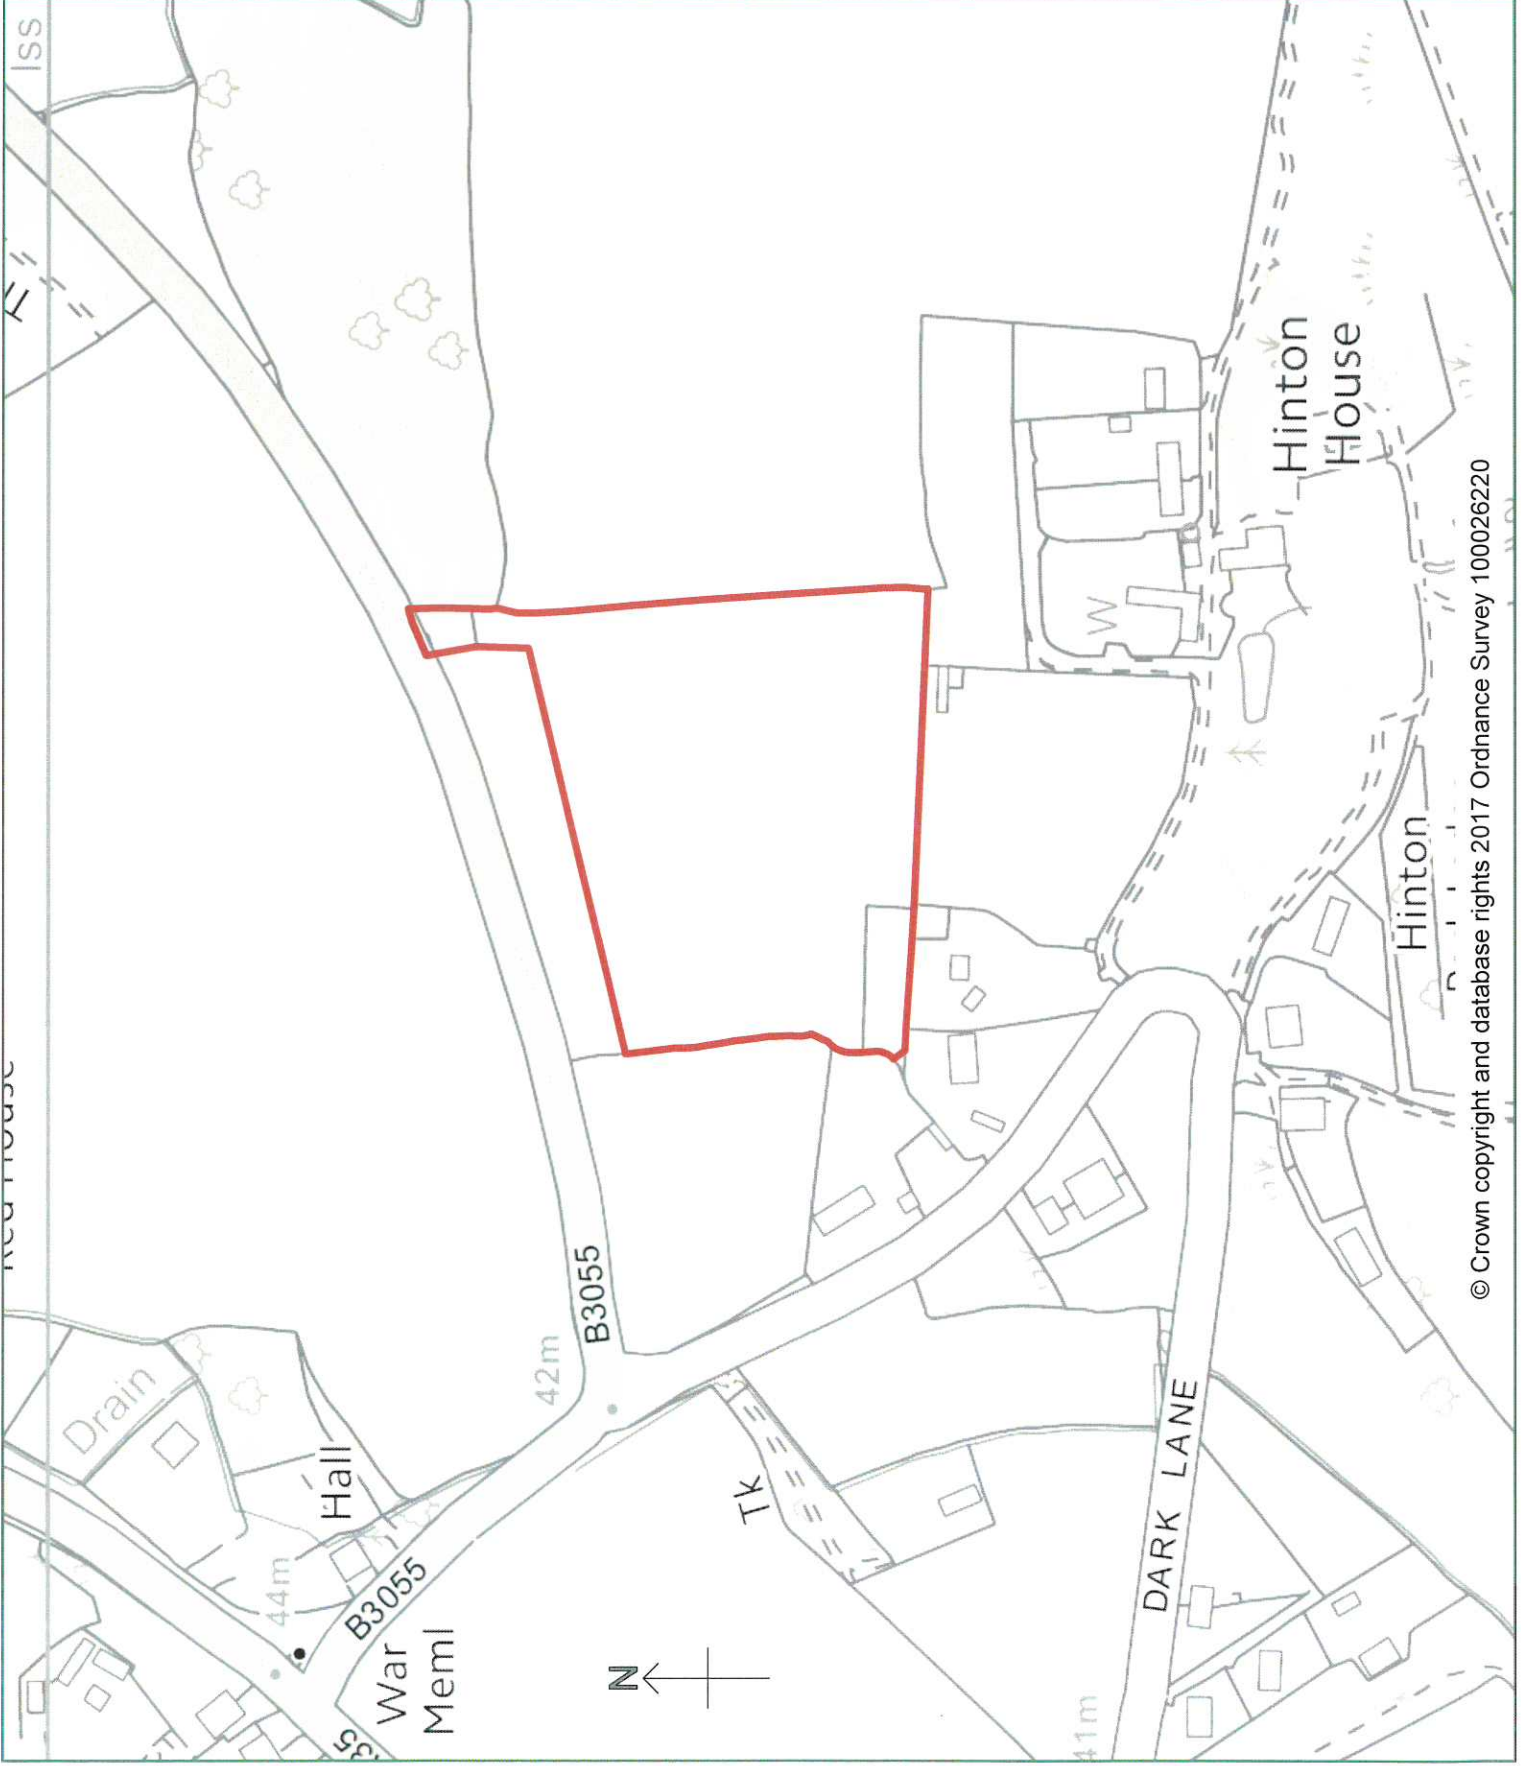 Iss
Drain
Hall
44m
42m
B3055
B3055
War
Meml
Tk
N
W
Hinton
House
Hinton
DARK LANE
41m
© Crown copyright and database rights 2017 Ordnance Survey 100026220